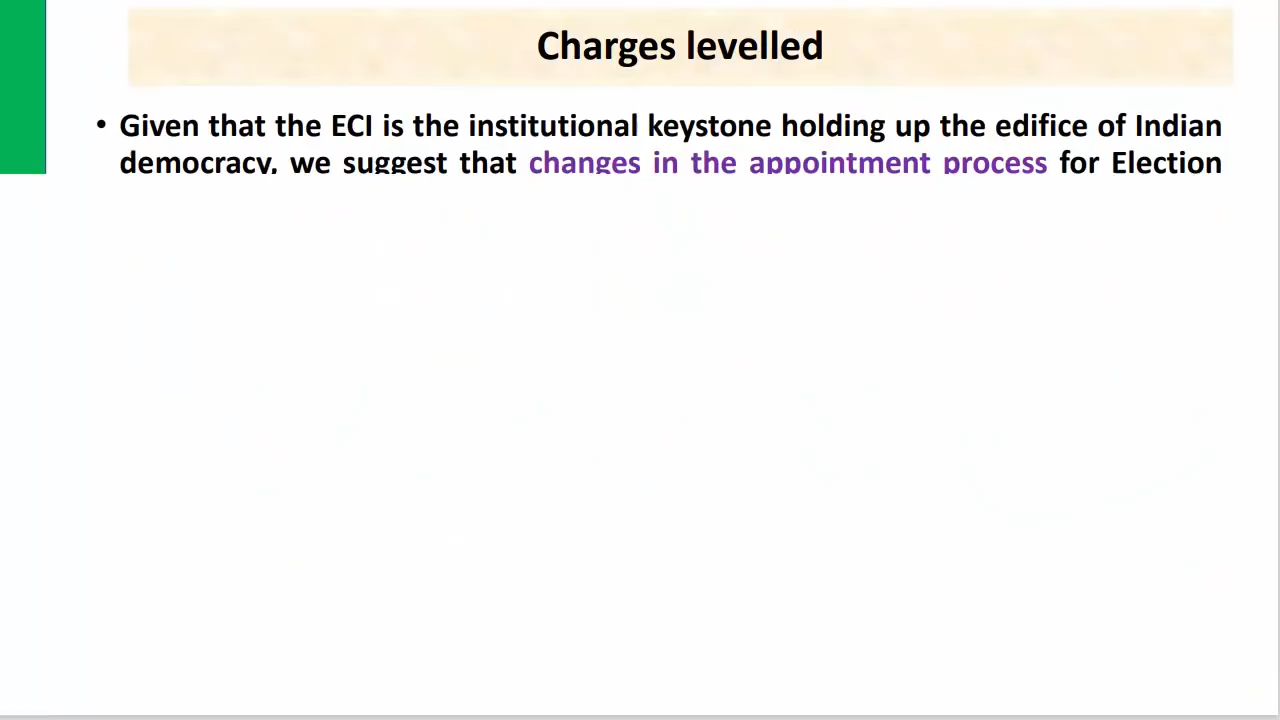 Charges levelled
• Given that the ECI is the institutional keystone holding up the edifice of Indian
democracy, we suggest that changes in the appointment process for Election